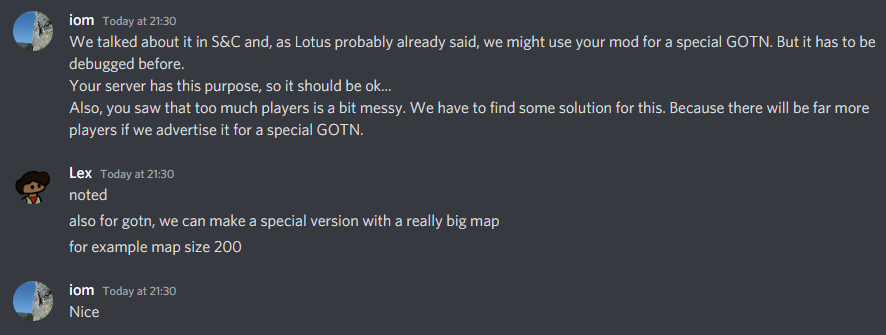 iom Today at 21:30
We talked about it in S&C and, as Lotus probably already said, we might use your mod for a special GOTN. But it has to be
debugged before.
Your server has this purpose, so it should be ok...
Also, you saw that too much players is a bit messy. We have to find some solution for this. Because there will be far more
players if we advertise it for a special GOTN.
Lex Today at 21:30
noted
also for gotn, we can make a special version with a really big map
for example map size 200
iom Today at 21:30
Nice